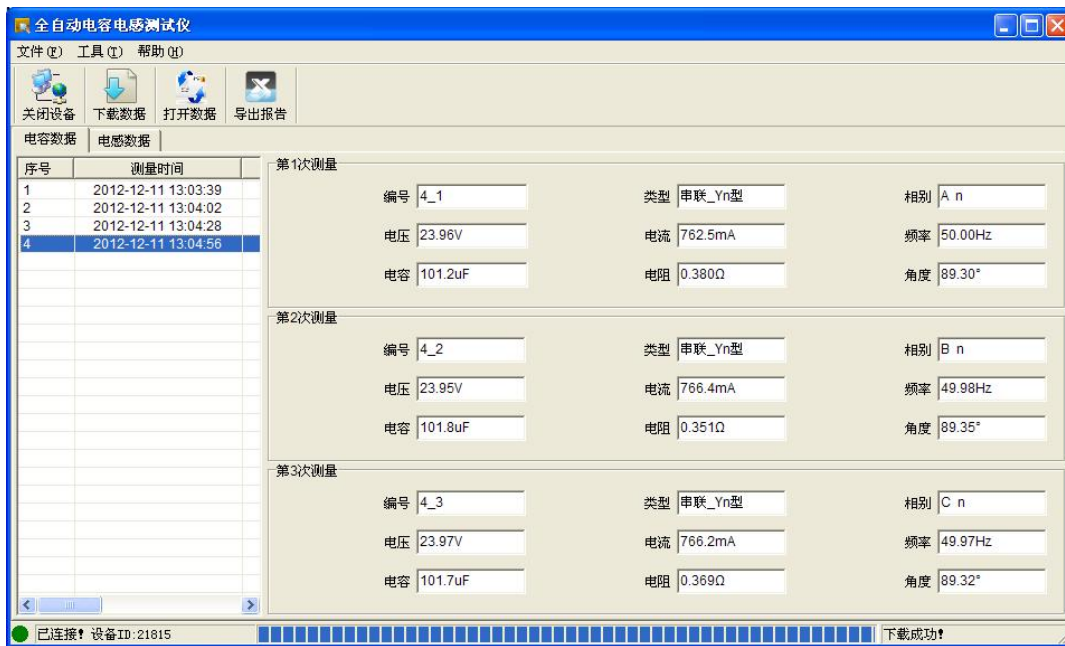 全自动电容电感测试仪
文件(F) 工具(T) 帮助(H)
关闭设备 下载数据 打开数据 导出报告
电容数据 电感数据
序号 测量时间
1 2012-12-11 13:03:39
2 2012-12-11 13:04:02
3 2012-12-11 13:04:28
4 2012-12-11 13:04:56
第1次测量
编号 4_1 类型 串联_Yn型 相别 A n
电压 23.96V 电流 762.5mA 频率 50.00Hz
电容 101.2uF 电阻 0.380Ω 角度 89.30°
第2次测量
编号 4_2 类型 串联_Yn型 相别 B n
电压 23.95V 电流 766.4mA 频率 49.98Hz
电容 101.8uF 电阻 0.351Ω 角度 89.35°
第3次测量
编号 4_3 类型 串联_Yn型 相别 C n
电压 23.97V 电流 766.2mA 频率 49.97Hz
电容 101.7uF 电阻 0.369Ω 角度 89.32°
已连接! 设备ID:21815 下载成功!